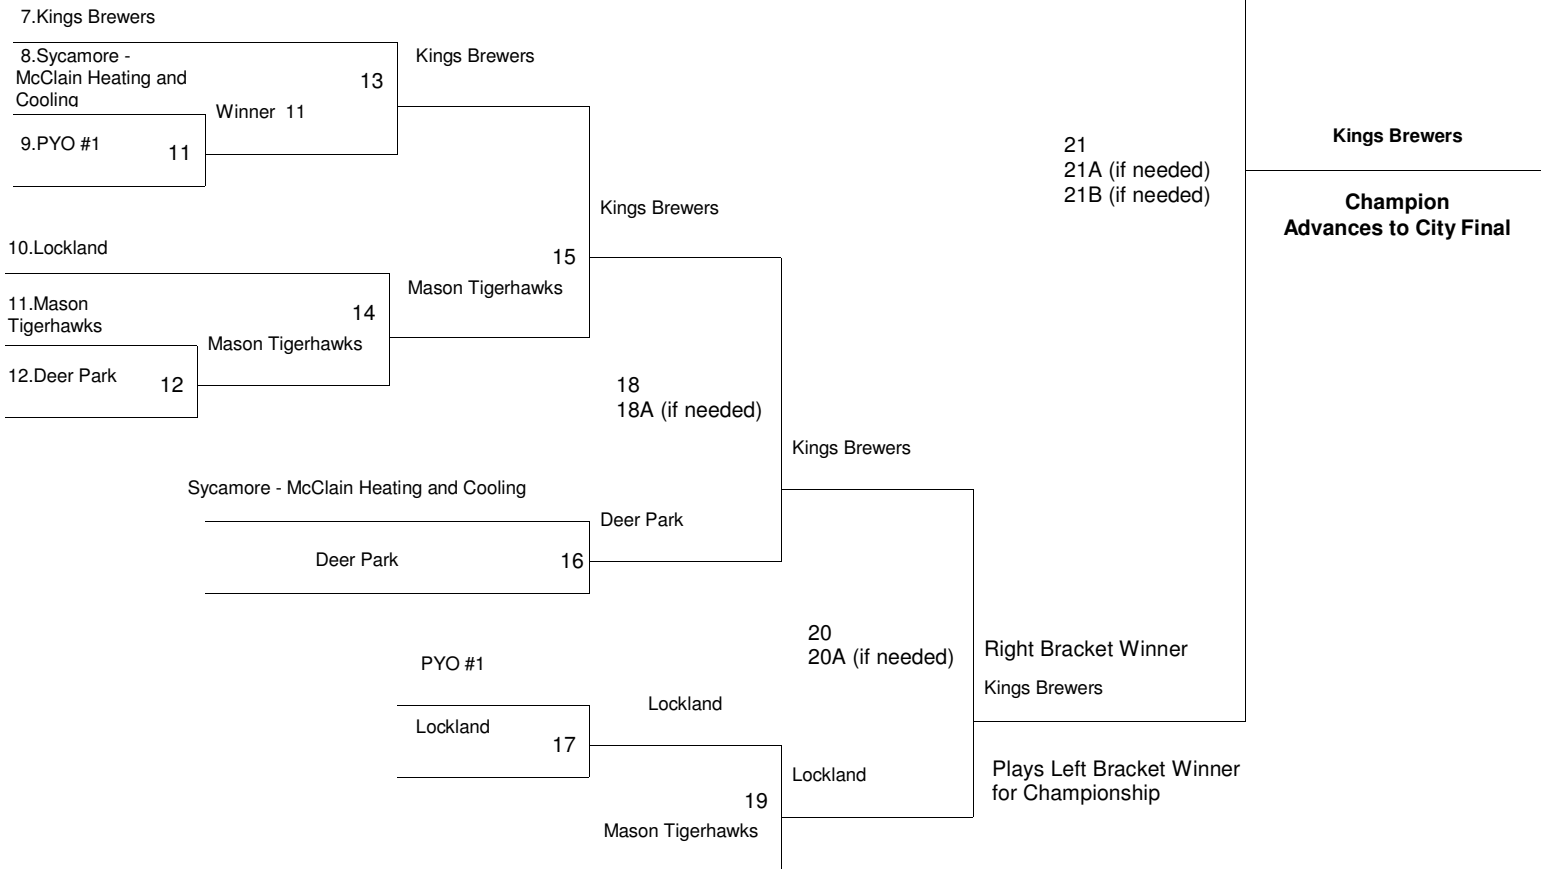 7.Kings Brewers
Kings Brewers
8.Sycamore -
McClain Heating and
Cooling
13
Winner 11
9.PYO #1
11
21
21A (if needed)
21B (if needed)
Kings Brewers
Champion
Advances to City Final
Kings Brewers
10.Lockland
15
Mason Tigerhawks
11.Mason
Tigerhawks
14
Mason Tigerhawks
12.Deer Park
12
18
18A (if needed)
Kings Brewers
Sycamore - McClain Heating and Cooling
Deer Park
Deer Park
16
20
20A (if needed)
Right Bracket Winner
Kings Brewers
PYO #1
Lockland
Lockland
17
Plays Left Bracket Winner
for Championship
Lockland
19
Mason Tigerhawks